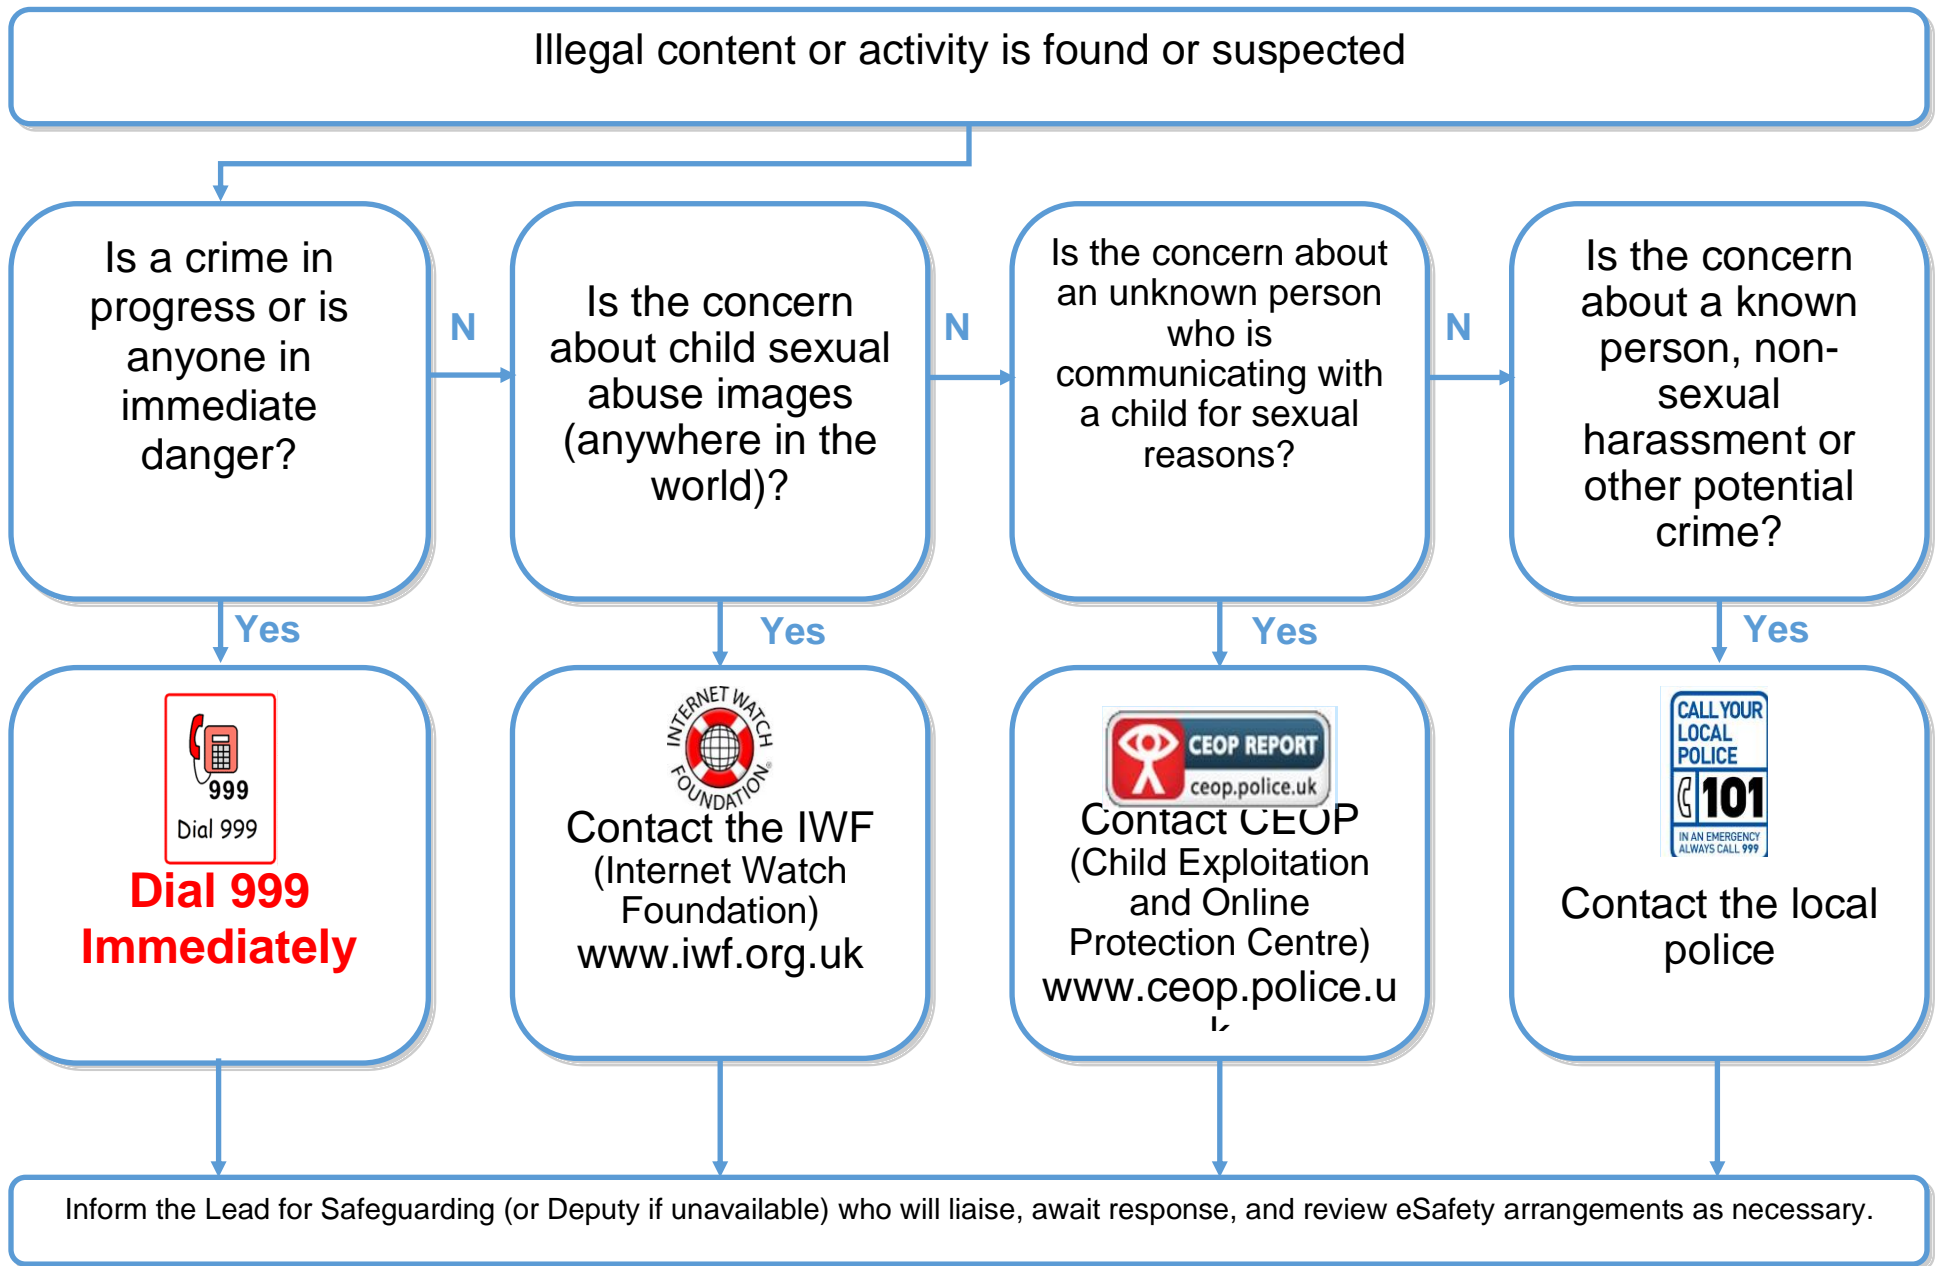 Illegal content or activity is found or suspected
Is a crime in
progress or is
anyone in
immediate
danger?
N
Is the concern
about child sexual
abuse images
(anywhere in the
world)?
N
Is the concern about
an unknown person
who is
communicating with
a child for sexual
reasons?
N
Is the concern
about a known
person, non-
sexual
harassment or
other potential
crime?
Yes
Yes
Yes
Yes
999
Dial 999
Dial 999
Immediately
INTERNET WATCH
FOUNDATION
Contact the IWF
(Internet Watch
Foundation)
www.iwf.org.uk
CEOP REPORT
ceop.police.uk
Contact CEOP
(Child Exploitation
and Online
Protection Centre)
www.ceop.police.u
k
CALL YOUR
LOCAL
POLICE
101
IN AN EMERGENCY
ALWAYS CALL 999
Contact the local
police
Inform the Lead for Safeguarding (or Deputy if unavailable) who will liaise, await response, and review eSafety arrangements as necessary.